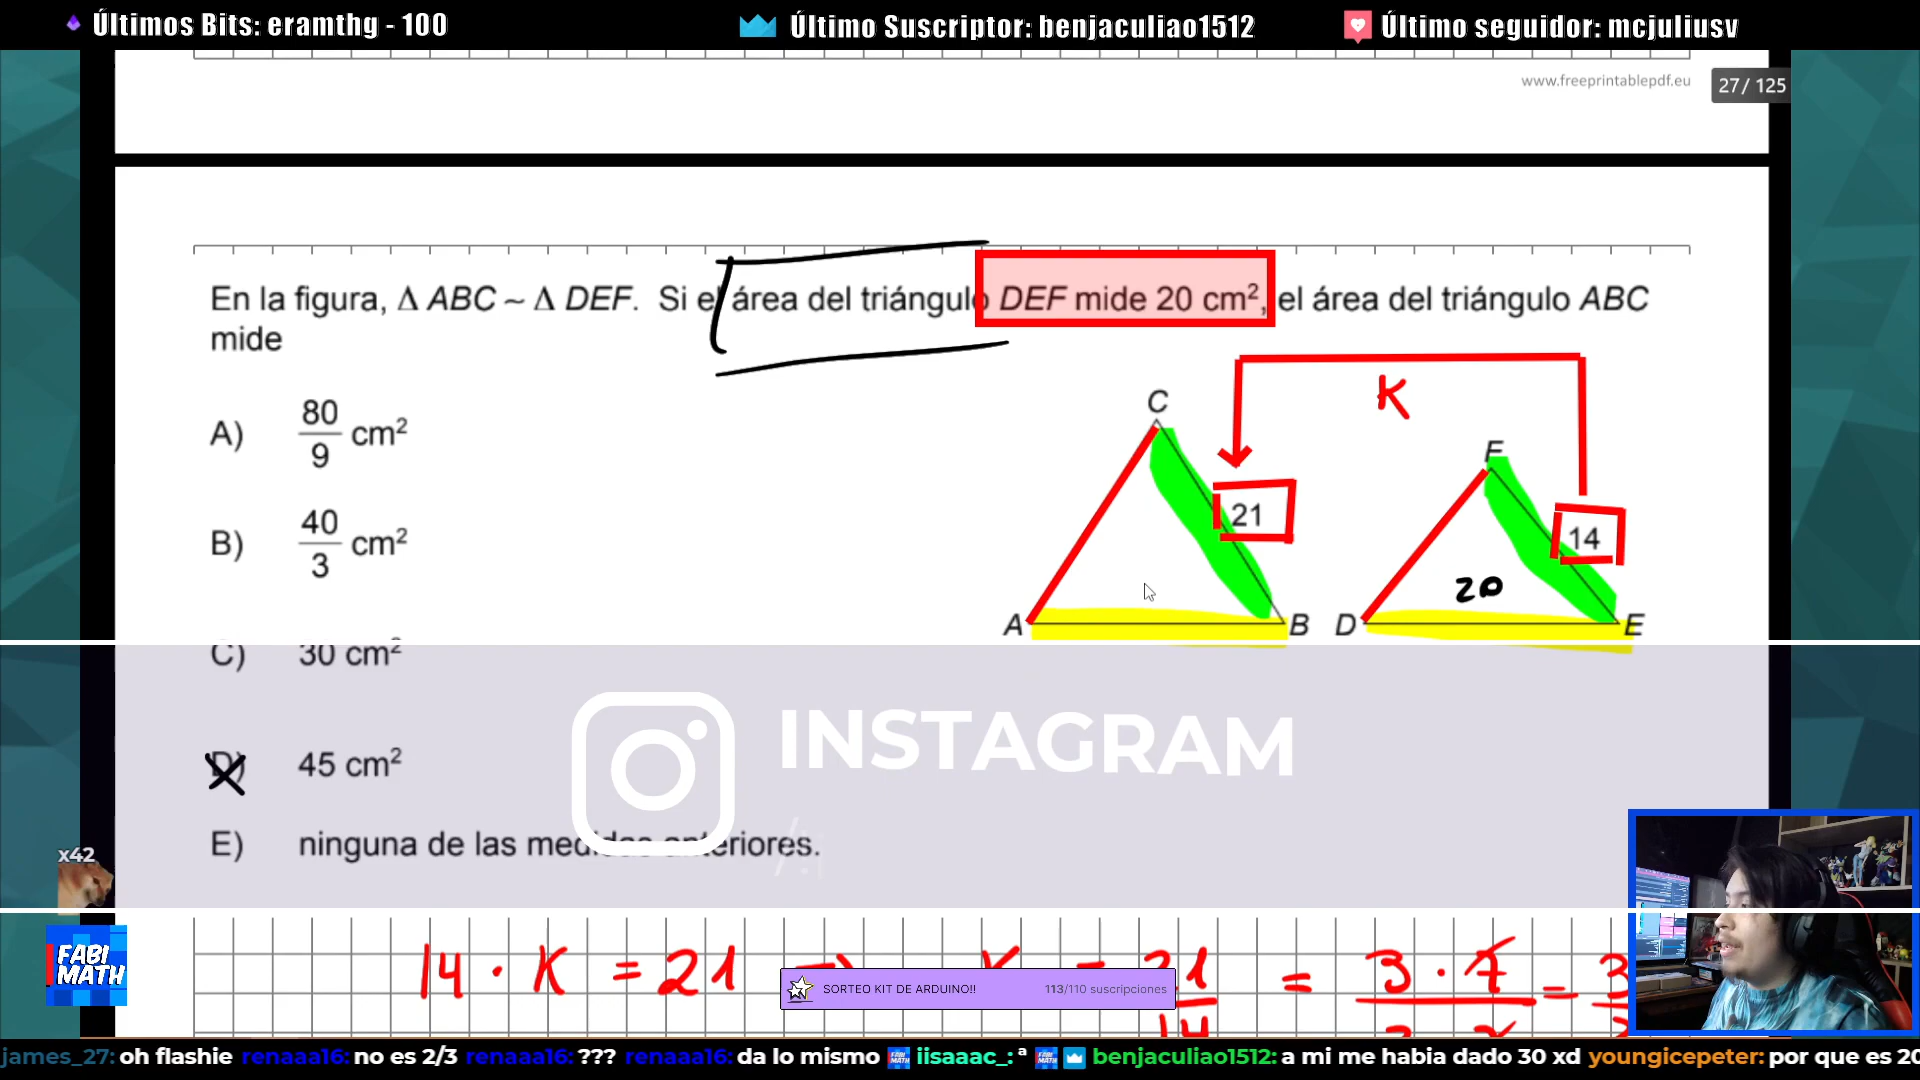 Últimos Bits: eramthg - 100
Último Suscriptor: benjaculiao1512
Último seguidor: mcjuliusv
www.freeprintablepdf.eu
27/ 125
En la figura, Δ ABC ~ Δ DEF. Si el área del triángulo DEF mide 20 cm², el área del triángulo ABC
mide
A) 80/9 cm²
B) 40/3 cm²
C) 30 cm²
D) 45 cm²
E) ninguna de las medidas anteriores.
K
C
21
A
B
F
14
20
D
E
INSTAGRAM
x42
FABI
MATH
14 · K = 21 → K = 21/14 = 3 · 7 =
SORTEO KIT DE ARDUINO!! 113/110 suscripciones
james_27: oh flashie renaaa16: no es 2/3 renaaa16: ??? renaaa16: da lo mismo iisaaac_: ª benjaculiao1512: a mi me habia dado 30 xd youngicepeter: por que es 20